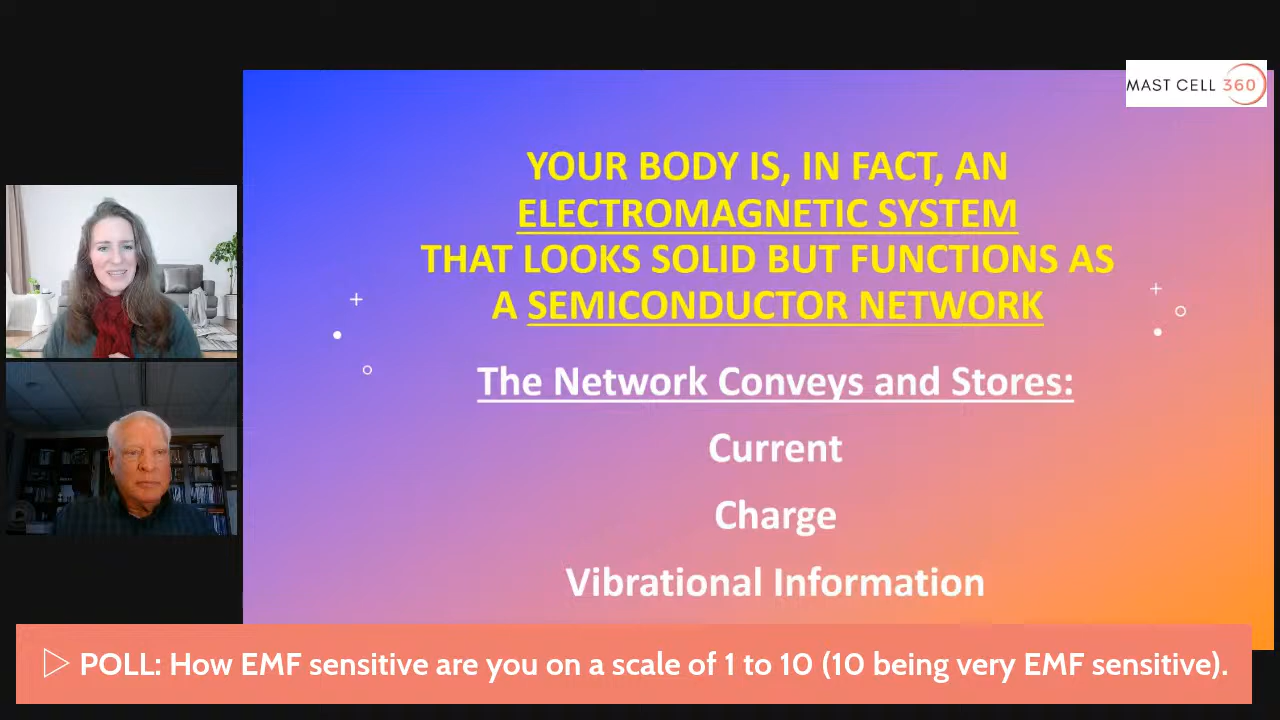 MAST CELL 360
YOUR BODY IS, IN FACT, AN
ELECTROMAGNETIC SYSTEM
THAT LOOKS SOLID BUT FUNCTIONS AS
A SEMICONDUCTOR NETWORK
The Network Conveys and Stores:
Current
Charge
Vibrational Information
POLL: How EMF sensitive are you on a scale of 1 to 10 (10 being very EMF sensitive).